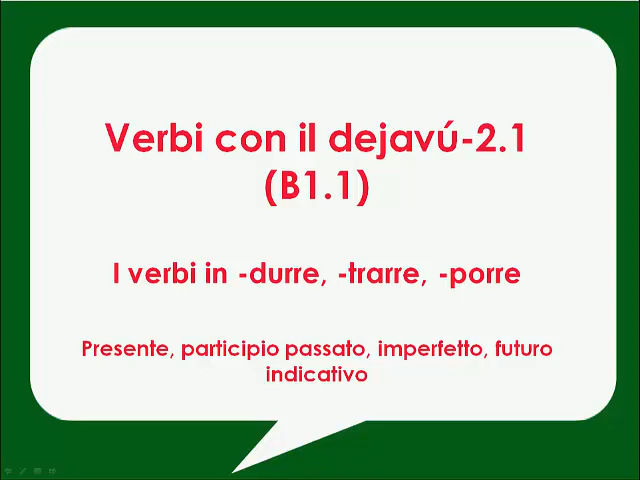 Verbi con il dejavú-2.1
(B1.1)
I verbi in -durre, -trarre, -porre
Presente, participio passato, imperfetto, futuro
indicativo